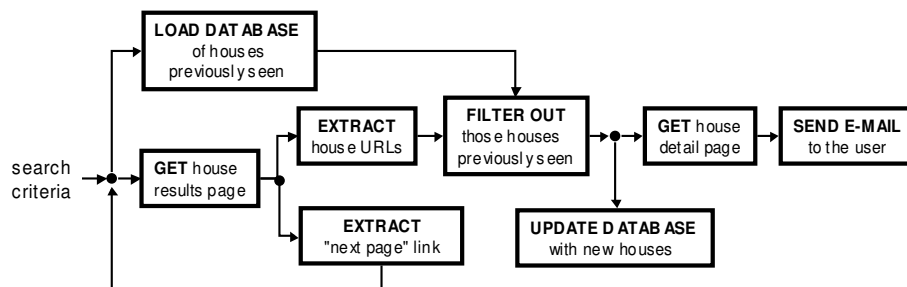 LOAD DATABASE
of houses
previously seen
EXTRACT
house URLs
FILTER OUT
those houses
previously seen
GET house
detail page
SEND E-MAIL
to the user
search
criteria
GET house
results page
EXTRACT
"next page" link
UPDATE DATABASE
with new houses